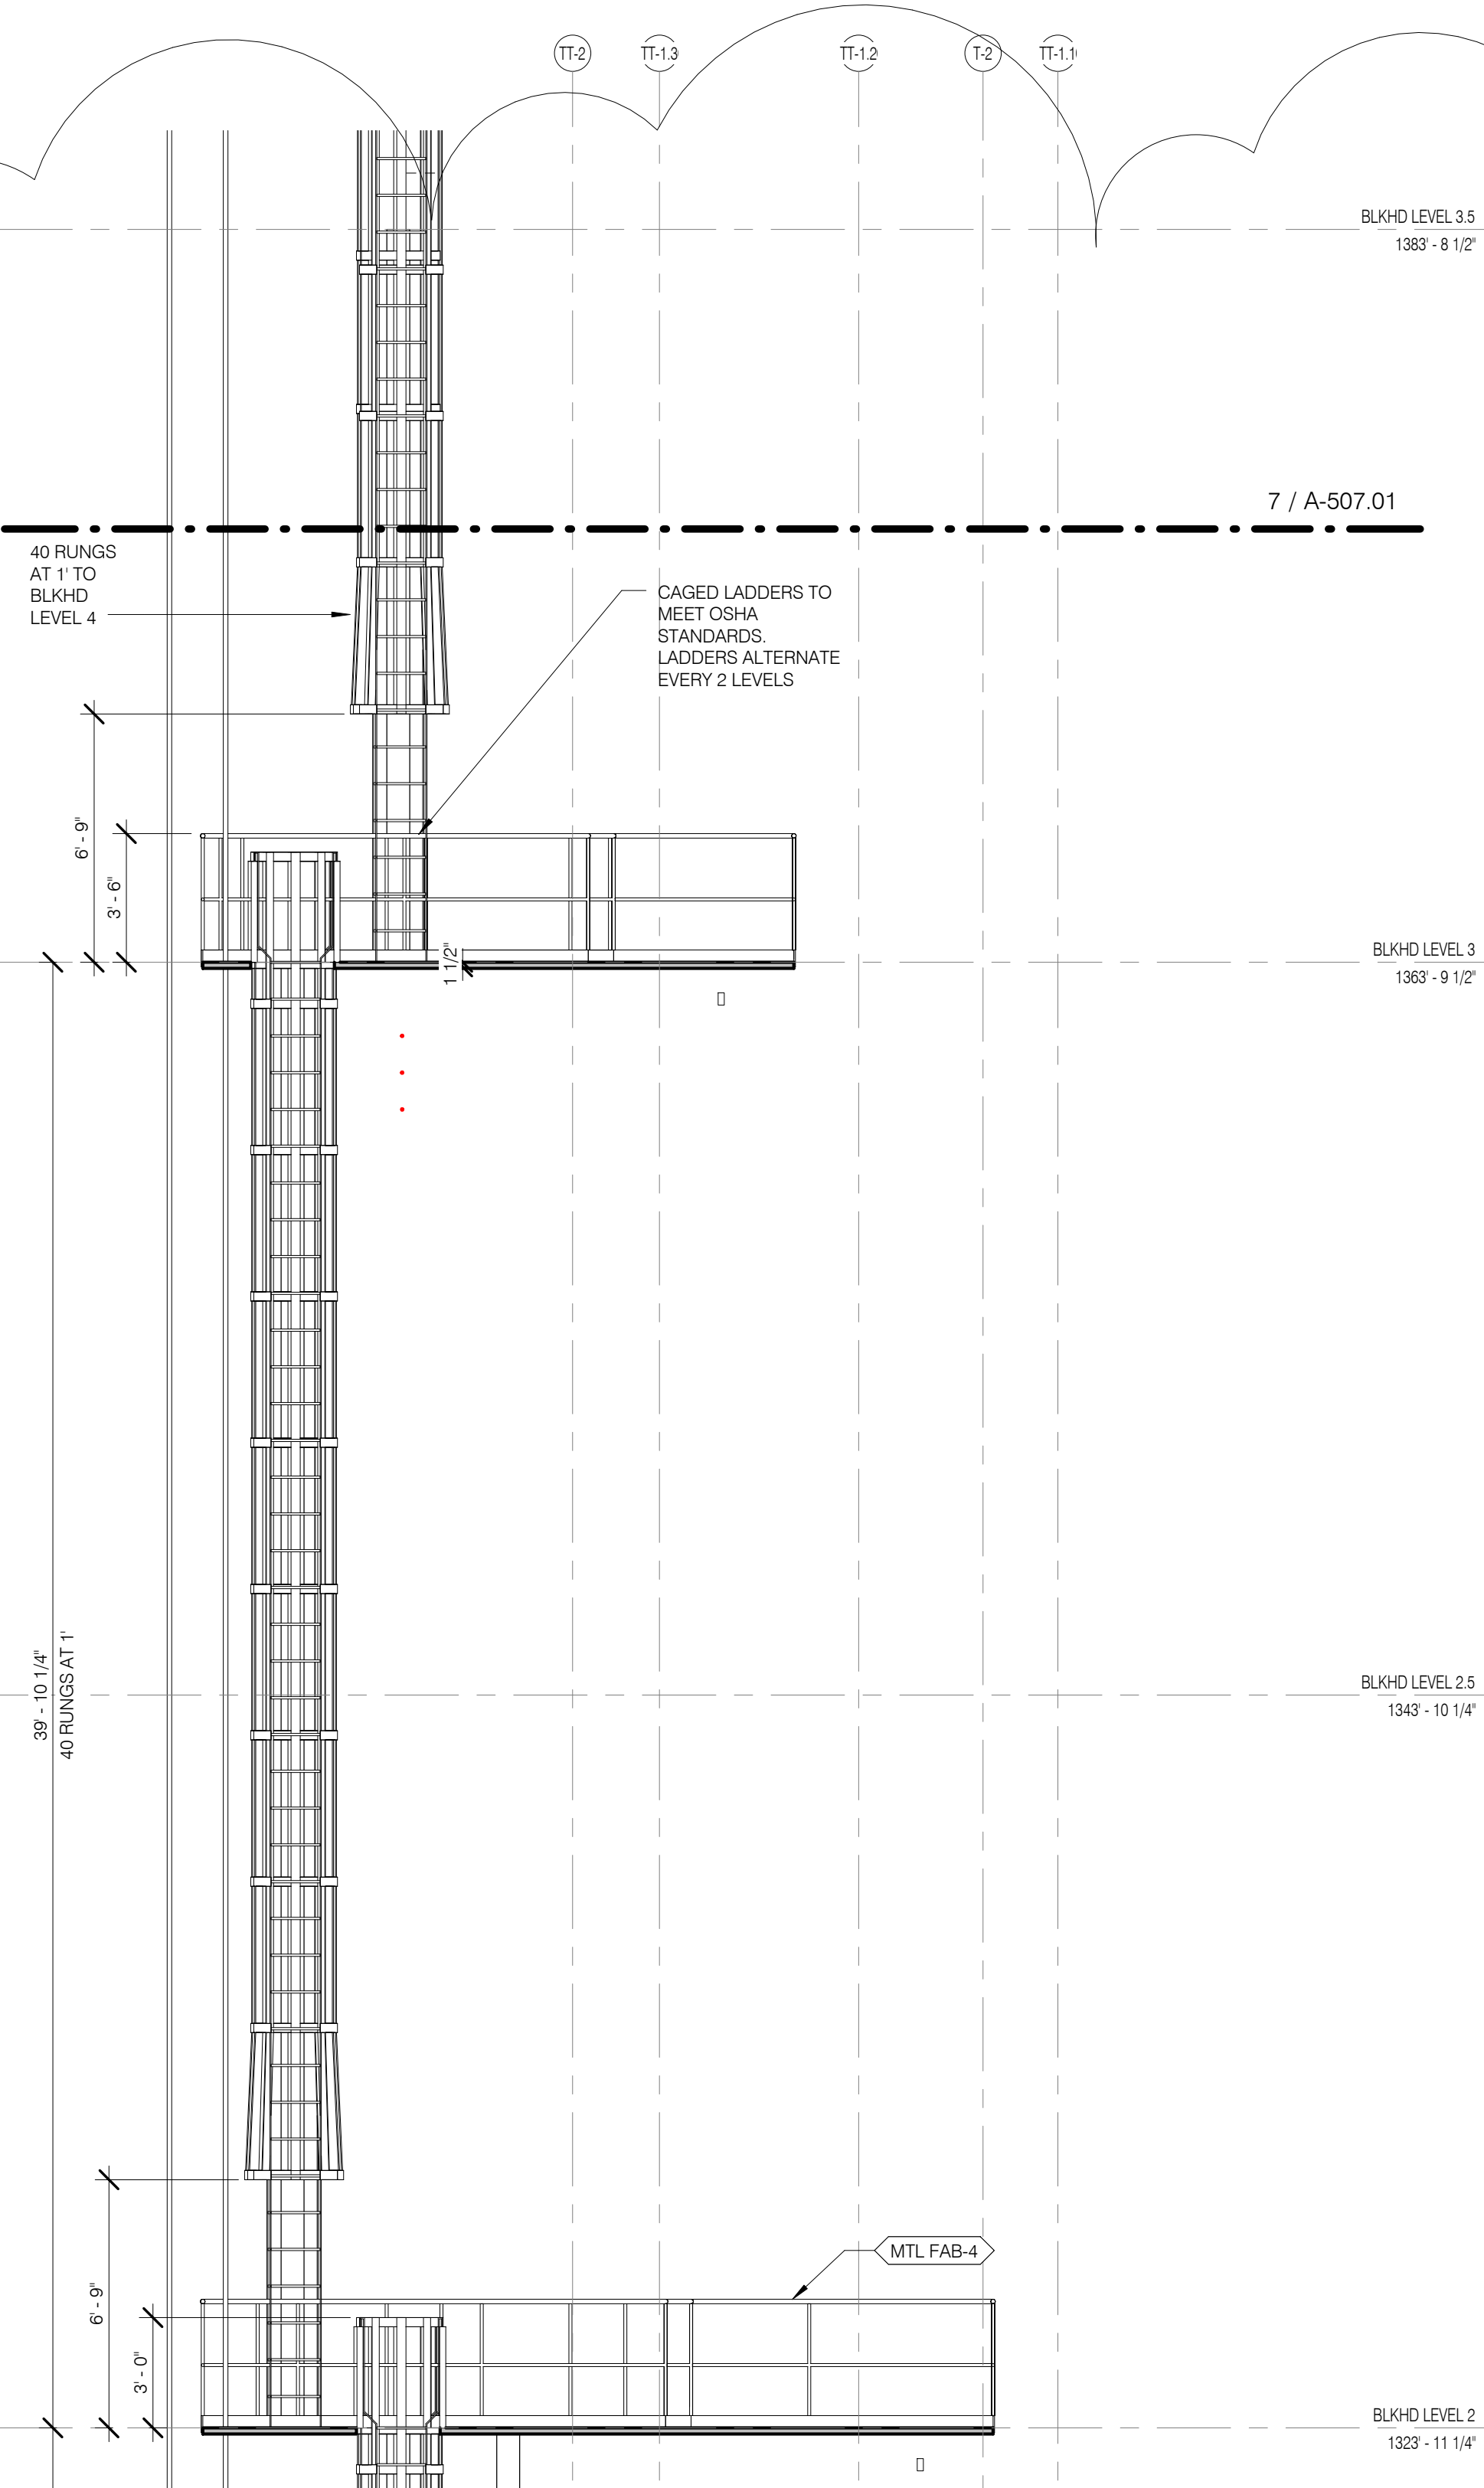 TT-2
TT-1.3
TT-1.2
T-2
TT-1.1
BLKHD LEVEL 3.5
1383' - 8 1/2"
7 / A-507.01
40 RUNGS
AT 1' TO
BLKHD
LEVEL 4
CAGED LADDERS TO
MEET OSHA
STANDARDS.
LADDERS ALTERNATE
EVERY 2 LEVELS
6' - 9"
3' - 6"
1 1/2"
BLKHD LEVEL 3
1363' - 9 1/2"
39' - 10 1/4"
40 RUNGS AT 1'
BLKHD LEVEL 2.5
1343' - 10 1/4"
MTL FAB-4
6' - 9"
3' - 0"
BLKHD LEVEL 2
1323' - 11 1/4"